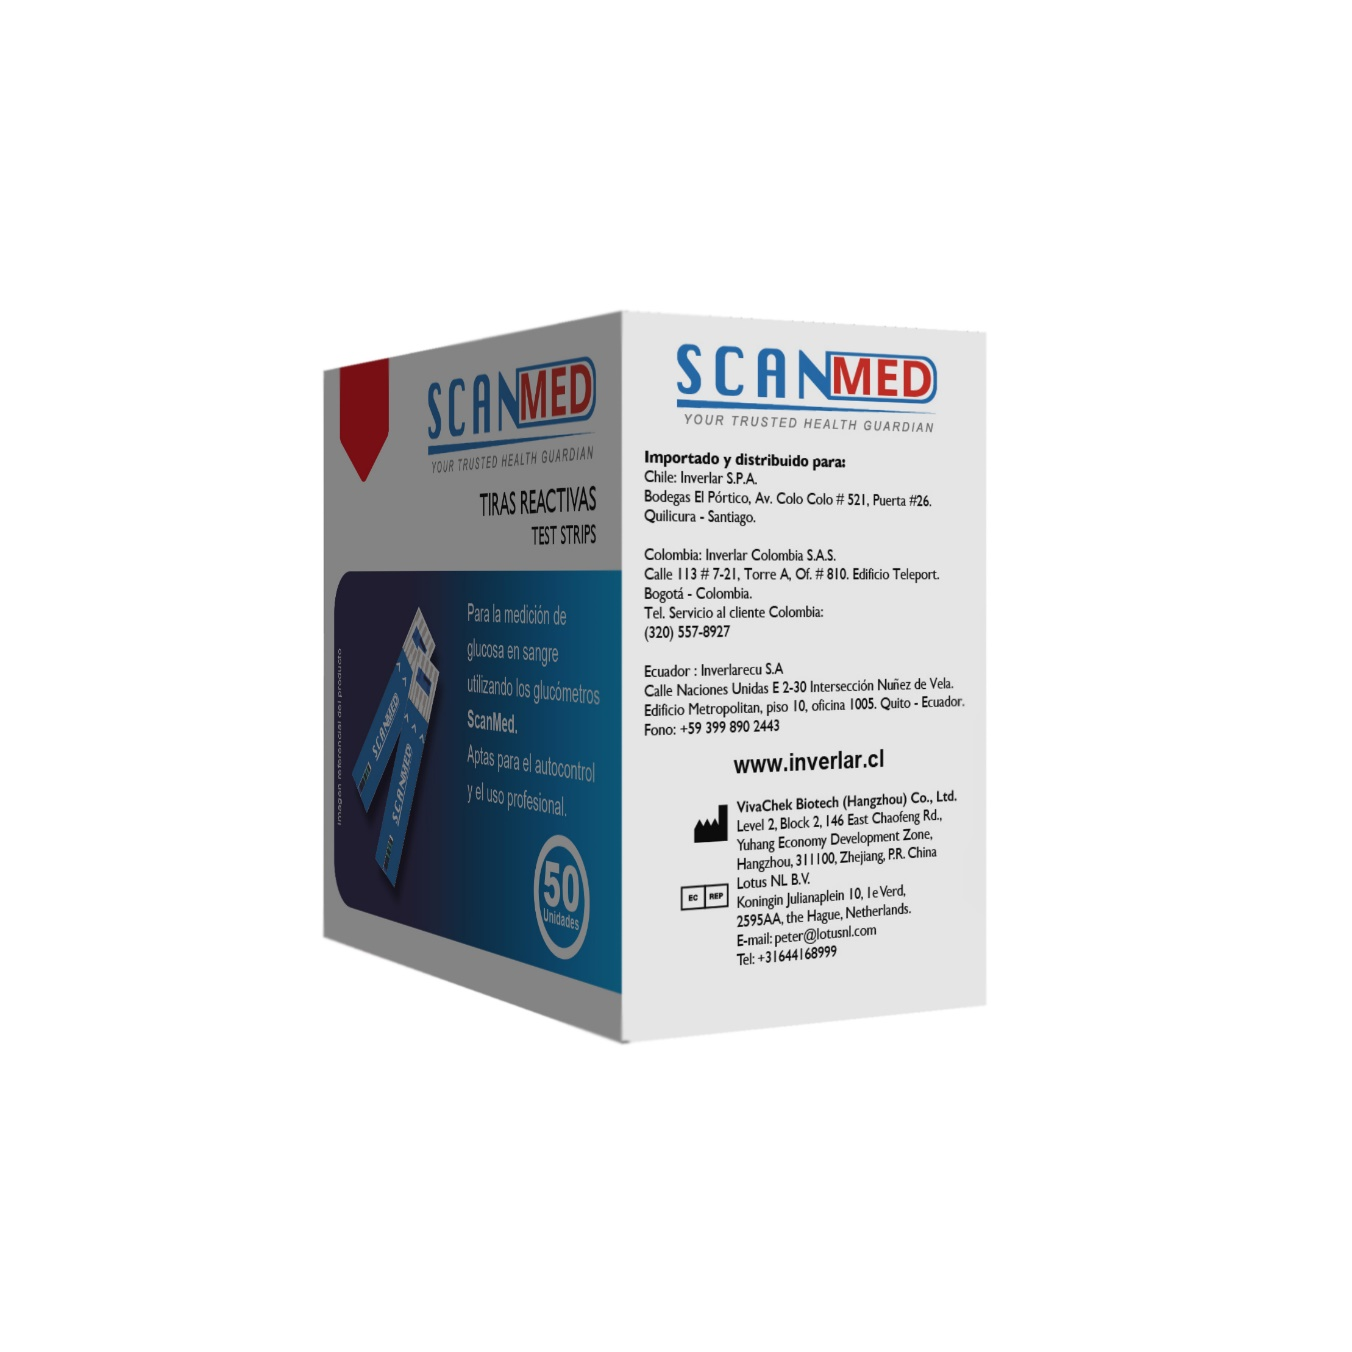 SCANMED
YOUR TRUSTED HEALTH GUARDIAN
TIRAS REACTIVAS
TEST STRIPS
Para la medición de
glucosa en sangre
utilizando los glucómetros
ScanMed.
Aptas para el autocontrol
y el uso profesional.
Imagen referencial del producto
SCANMED
SCANMED
50
Unidades
SCANMED
YOUR TRUSTED HEALTH GUARDIAN
Importado y distribuido para:
Chile: Inverlar S.P.A.
Bodegas El Pórtico, Av. Colo Colo # 521, Puerta #26.
Quilicura - Santiago.
Colombia: Inverlar Colombia S.A.S.
Calle 113 # 7-21, Torre A, Of. # 810. Edificio Teleport.
Bogotá - Colombia.
Tel. Servicio al cliente Colombia:
(320) 557-8927
Ecuador : Inverlarecu S.A
Calle Naciones Unidas E 2-30 Intersección Nuñez de Vela.
Edificio Metropolitan, piso 10, oficina 1005. Quito - Ecuador.
Fono: +59 399 890 2443
www.inverlar.cl
VivaChek Biotech (Hangzhou) Co., Ltd.
Level 2, Block 2, 146 East Chaofeng Rd.,
Yuhang Economy Development Zone,
Hangzhou, 311100, Zhejiang, P.R. China
EC REP
Lotus NL B.V.
Koningin Julianaplein 10, 1e Verd,
2595AA, the Hague, Netherlands.
E-mail: peter@lotusnl.com
Tel: +31644168999